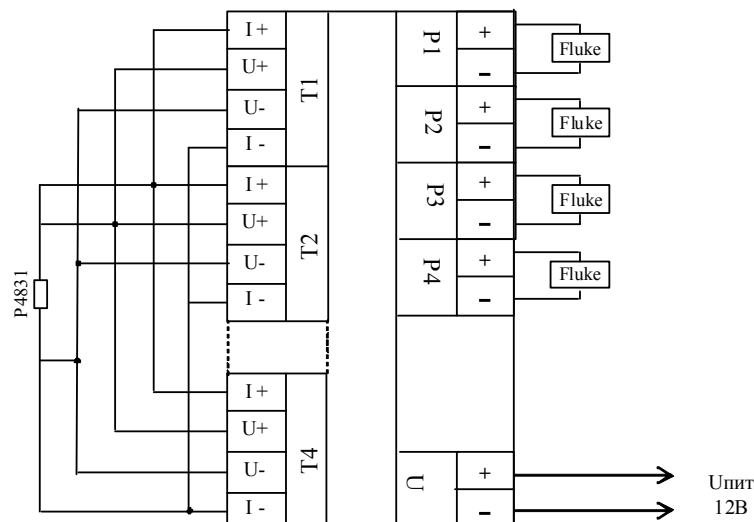 I +
U+
U-
I -
T1
I +
U+
U-
I -
T2
I +
U+
U-
I -
T4
P4831
P1
+
−
Fluke
P2
+
−
Fluke
P3
+
−
Fluke
P4
+
−
Fluke
U
+
−
Uпит
12В